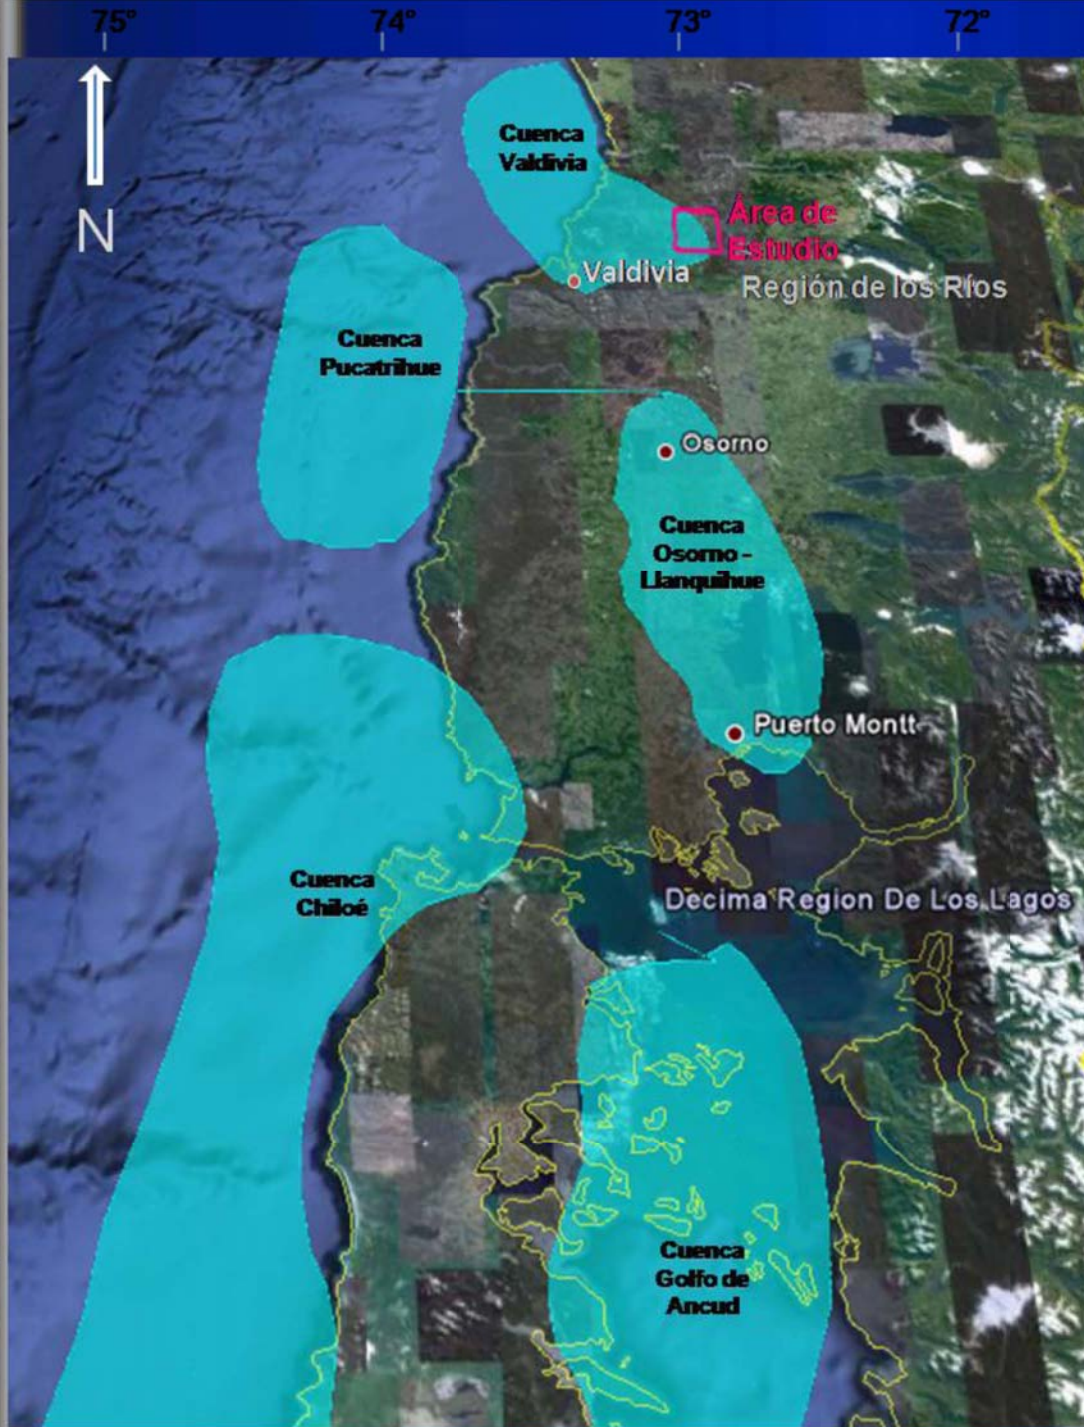 75°
74°
73°
72°
N
Cuenca
Valdivia
Área de
Estudio
Valdivia
Región de los Ríos
Cuenca
Pucatrihue
Osorno
Cuenca
Osorno -
Llanquihue
Puerto Montt
Cuenca
Chiloé
Decima Region De Los Lagos
Cuenca
Golfo de
Ancud